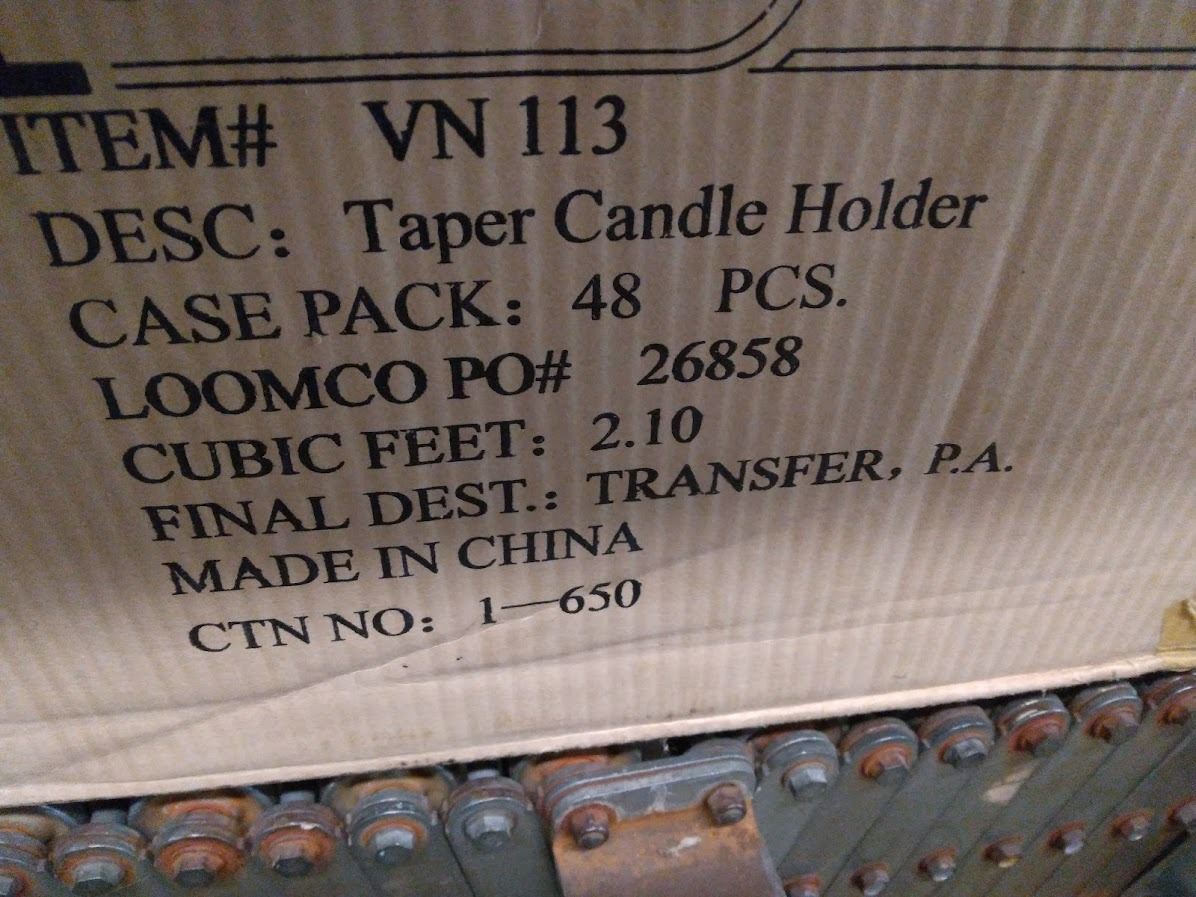 ITEM# VN 113
DESC: Taper Candle Holder
CASE PACK: 48 PCS.
LOOMCO PO# 26858
CUBIC FEET: 2.10
FINAL DEST.: TRANSFER, P.A.
MADE IN CHINA
CTN NO: 1—650